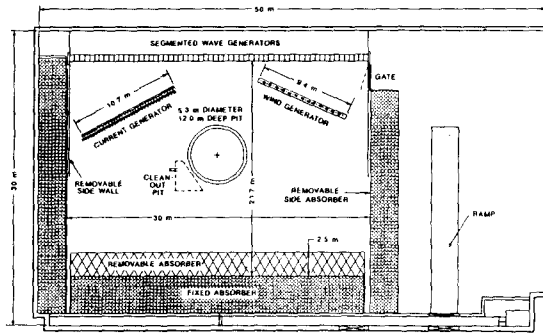 50 m
SEGMENTED WAVE GENERATORS
10.7 m
CURRENT GENERATOR
5.3 m DIAMETER
12.0 m DEEP PIT
9.4 m
WIND GENERATOR
GATE
30 m
CLEAN-
OUT
PIT
21.7 m
REMOVABLE
SIDE WALL
REMOVABLE
SIDE ABSORBER
30 m
RAMP
2.5 m
REMOVABLE ABSORBER
FIXED ABSORBER